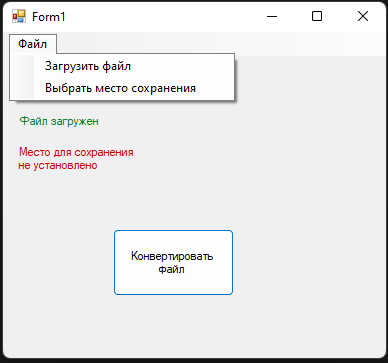 Form1
Файл
Загрузить файл
Выбрать место сохранения
Файл загружен
Место для сохранения
не установлено
Конвертировать
файл